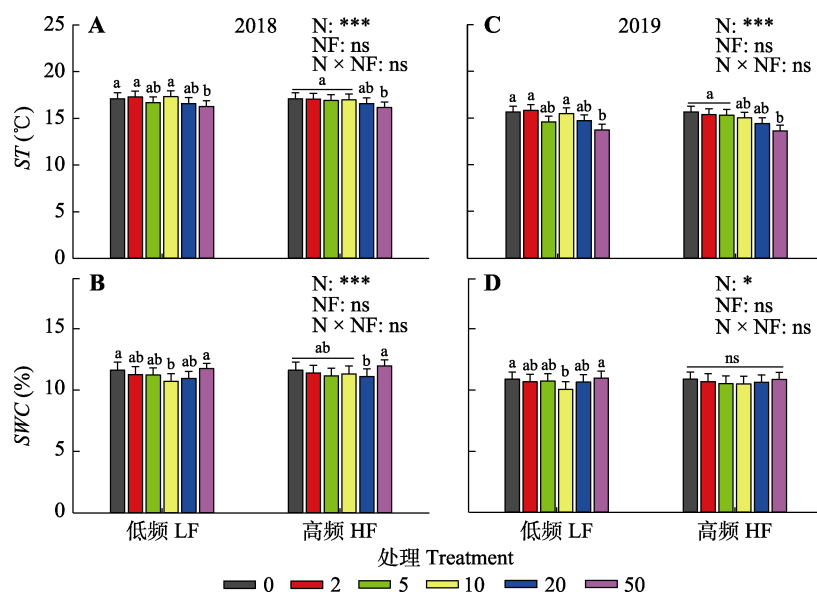 A
2018
N: ***
NF: ns
N × NF: ns
ST (℃)
25
20
15
10
5
0
a a ab a ab b
a ab b
C
2019
N: ***
NF: ns
N × NF: ns
a a ab a ab b
a ab ab b
B
N: ***
NF: ns
N × NF: ns
SWC (%)
15
10
5
0
a ab ab b ab a
ab b a
低频 LF
高频 HF
D
N: *
NF: ns
N × NF: ns
a ab ab b ab a
ns
低频 LF
高频 HF
处理 Treatment
0 2 5 10 20 50